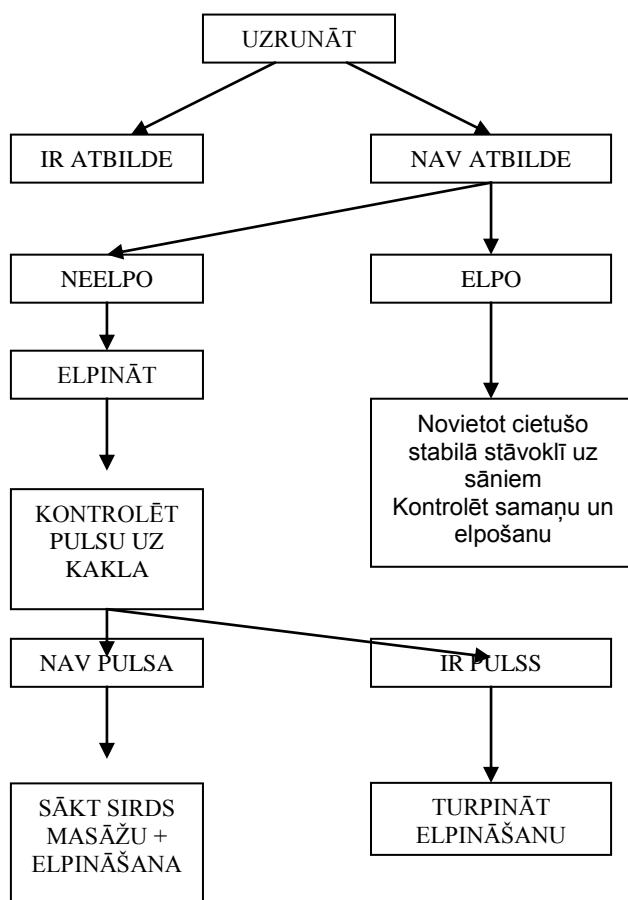 UZRUNĀT
IR ATBILDE
NAV ATBILDE
NEELPO
ELPO
ELPINĀT
Novietot cietušo
stabilā stāvoklī uz
sāniem
Kontrolēt samaņu un
elpošanu
KONTROLĒT
PULSU UZ
KAKLA
NAV PULSA
IR PULSS
SĀKT SIRDS
MASĀŽU +
ELPINĀŠANA
TURPINĀT
ELPINĀŠANU